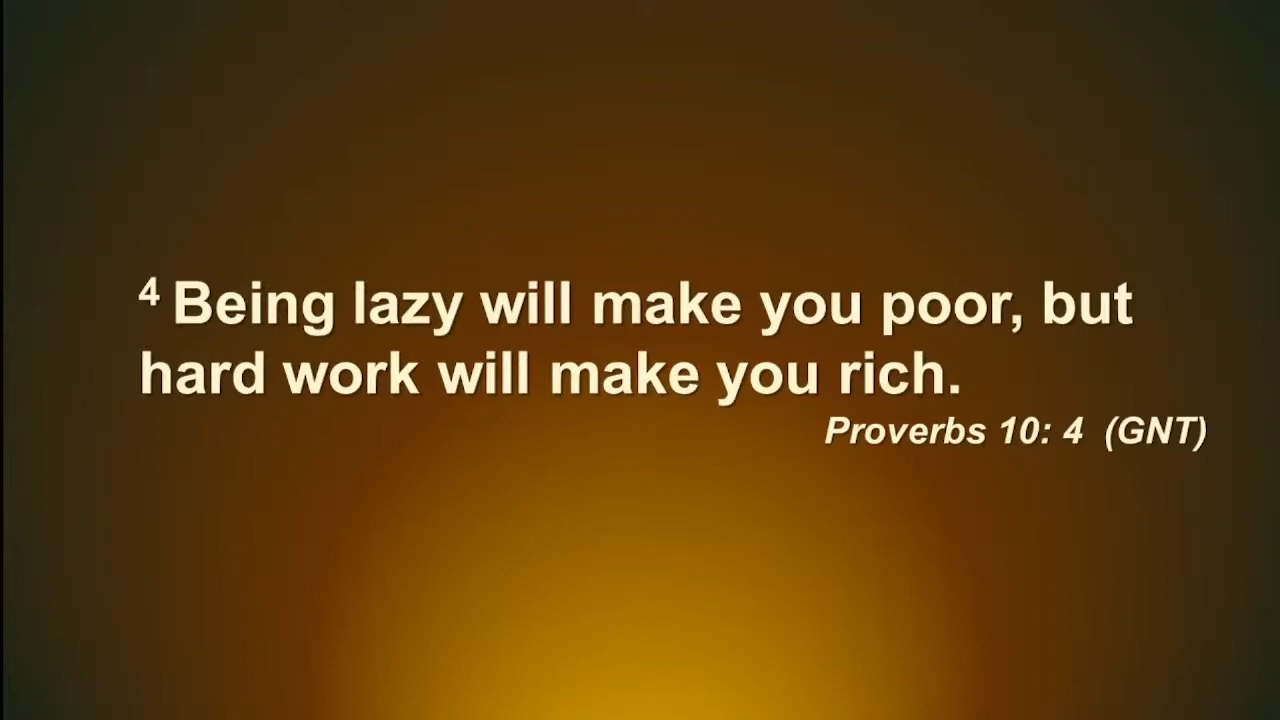 4 Being lazy will make you poor, but
hard work will make you rich.
Proverbs 10: 4 (GNT)